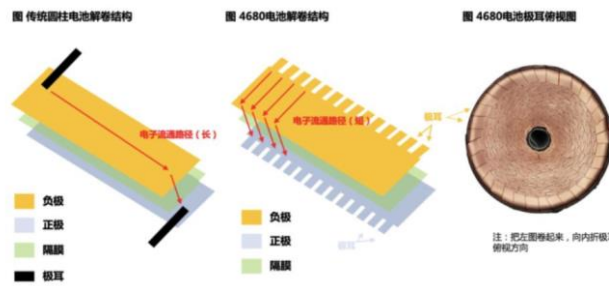 图 传统圆柱电池解卷结构
图 4680电池解卷结构
图 4680电池极耳俯视图
电子流通路径（长）
负极
正极
隔膜
极耳
电子流通路径（短）
极耳
极耳
负极
正极
隔膜
注：把左图卷起来，向内折极耳
俯视方向